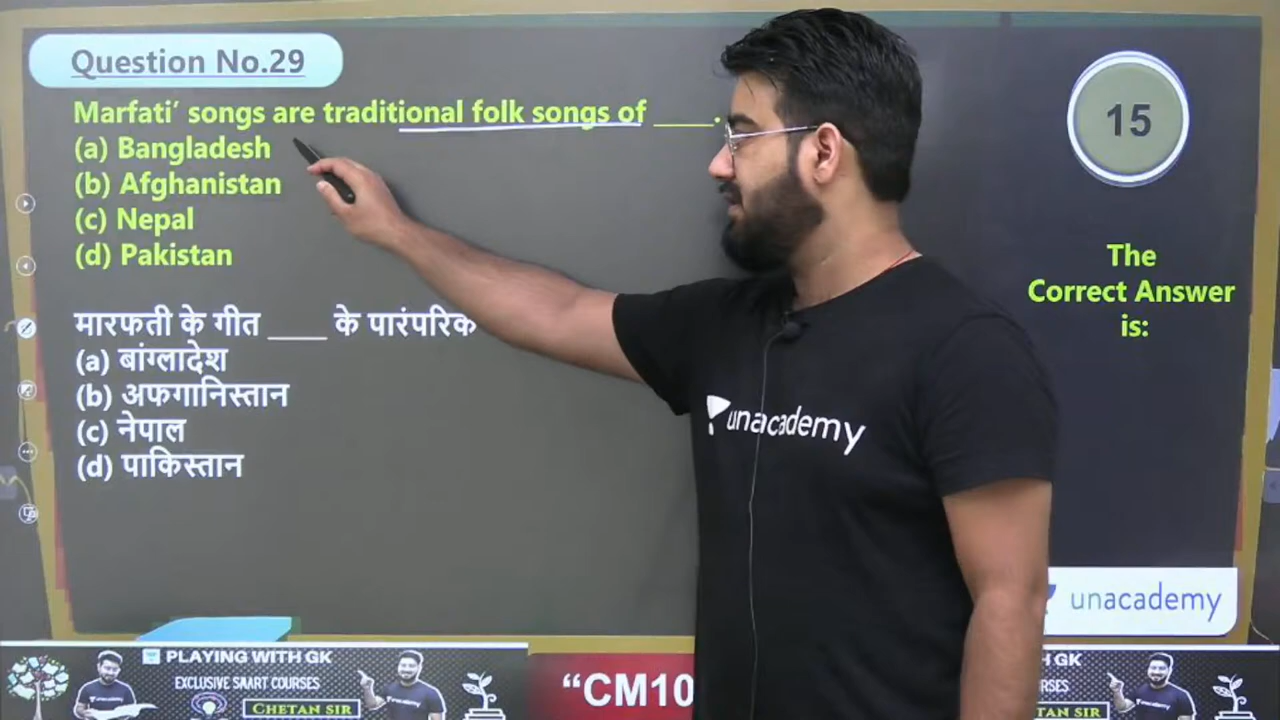 Question No.29
Marfati’ songs are traditional folk songs of ____.
(a) Bangladesh
(b) Afghanistan
(c) Nepal
(d) Pakistan
मारफती के गीत ____ के पारंपरिक
(a) बांग्लादेश
(b) अफगानिस्तान
(c) नेपाल
(d) पाकिस्तान
15
The
Correct Answer
is:
unacademy
unacademy
PLAYING WITH GK
EXCLUSIVE SMART COURSES
CHETAN SIR
“CM10
H GK
RSES
TAN SIR